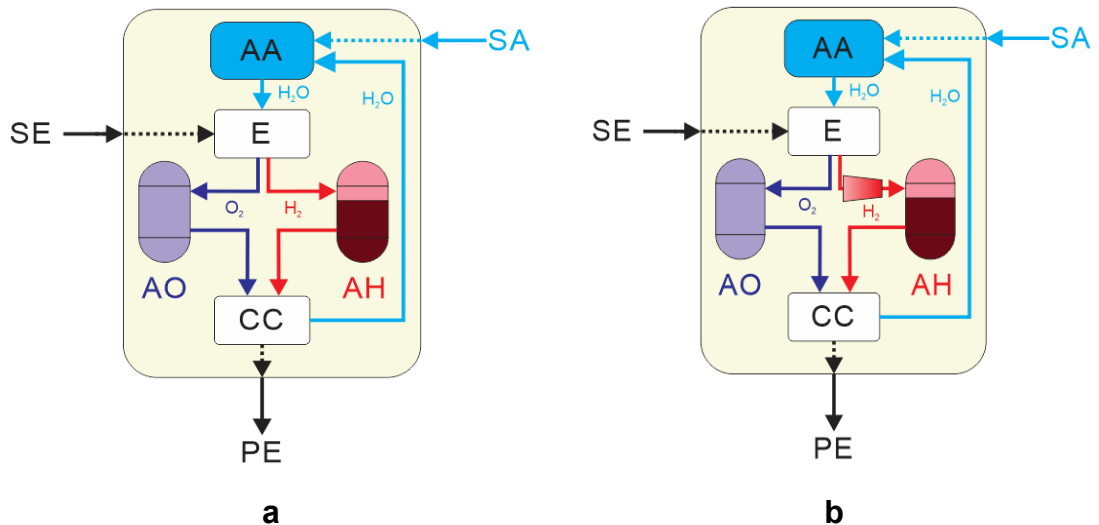 AA
SA
H₂O
H₂O
SE
E
O₂
H₂
AO
AH
CC
PE
a
AA
SA
H₂O
H₂O
SE
E
O₂
H₂
AO
AH
CC
PE
b